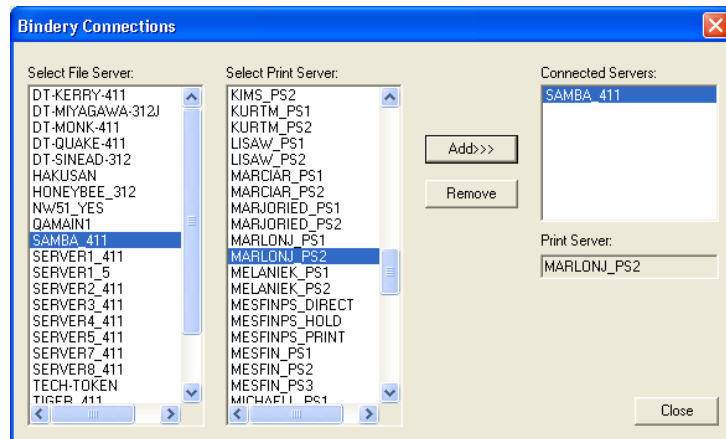 Bindery Connections
Select File Server:
DT-KERRY-411
DT-MIYAGAWA-312J
DT-MONK-411
DT-QUAKE-411
DT-SINEAD-312
HAKUSAN
HONEYBEE_312
NW51_YES
QAMAIN1
SAMBA_411
SERVER1_411
SERVER1_5
SERVER2_411
SERVER3_411
SERVER4_411
SERVER5_411
SERVER7_411
SERVER8_411
TECH-TOKEN
TIGER_411
Select Print Server:
KIMS_PS2
KURTM_PS1
KURTM_PS2
LISAW_PS1
LISAW_PS2
MARCIAR_PS1
MARCIAR_PS2
MARJORIED_PS1
MARJORIED_PS2
MARLONJ_PS1
MARLONJ_PS2
MELANIEK_PS1
MELANIEK_PS2
MESFINPS_DIRECT
MESFINPS_HOLD
MESFINPS_PRINT
MESFIN_PS1
MESFIN_PS2
MESFIN_PS3
Add>>>
Remove
Connected Servers:
SAMBA_411
Print Server:
MARLONJ_PS2
Close